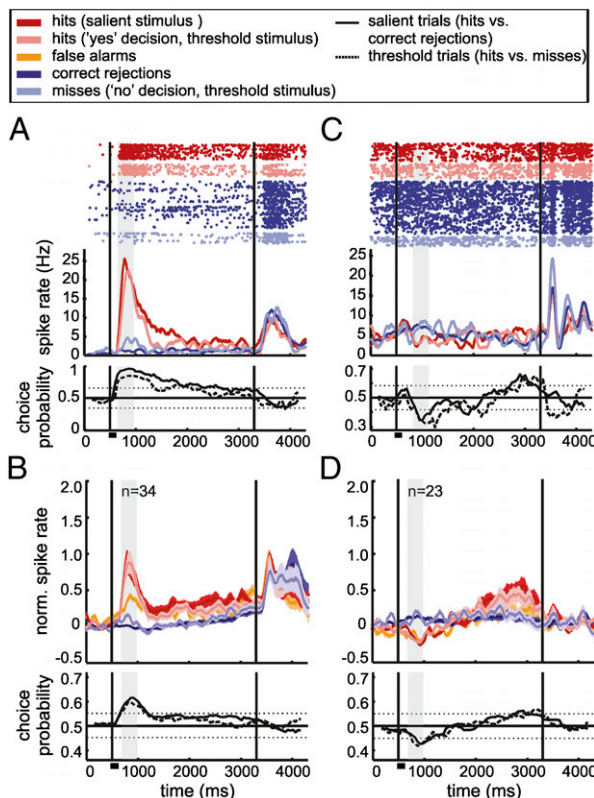 hits (salient stimulus )
hits ('yes' decision, threshold stimulus)
false alarms
correct rejections
misses ('no' decision, threshold stimulus)
salient trials (hits vs.
correct rejections)
threshold trials (hits vs. misses)
A
C
spike rate (Hz)
25
20
15
10
5
0
25
20
15
10
5
0
choice
probability
1
0.5
0
0.7
0.5
0.3
0 1000 2000 3000 4000
0 1000 2000 3000 4000
B
D
n=34
n=23
norm. spike rate
2.0
1.5
1.0
0.5
0
-0.5
2.0
1.5
1.0
0.5
0
-0.5
choice
probability
0.7
0.6
0.5
0.4
0.7
0.6
0.5
0.4
0 1000 2000 3000 4000
0 1000 2000 3000 4000
time (ms)
time (ms)